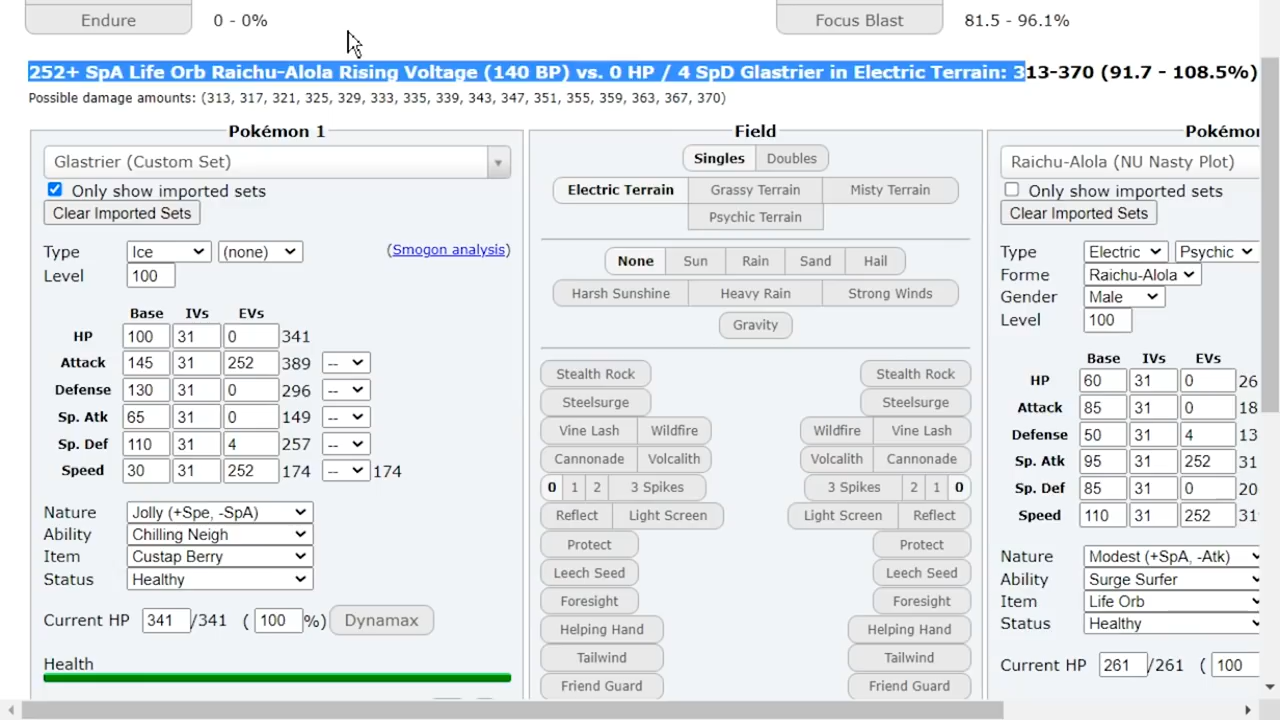 Endure 0 - 0% Focus Blast 81.5 - 96.1%
252+ SpA Life Orb Raichu-Alola Rising Voltage (140 BP) vs. 0 HP / 4 SpD Glastrier in Electric Terrain: 313-370 (91.7 - 108.5%)
Possible damage amounts: (313, 317, 321, 325, 329, 333, 335, 339, 343, 347, 351, 355, 359, 363, 367, 370)
Pokémon 1
Glastrier (Custom Set)
Only show imported sets
Clear Imported Sets
Type Ice (none) (Smogon analysis)
Level 100
Base IVs EVs
HP 100 31 0 341
Attack 145 31 252 389 --
Defense 130 31 0 296 --
Sp. Atk 65 31 0 149 --
Sp. Def 110 31 4 257 --
Speed 30 31 252 174 -- 174
Nature Jolly (+Spe, -SpA)
Ability Chilling Neigh
Item Custap Berry
Status Healthy
Current HP 341 /341 ( 100 %) Dynamax
Health
Field
Singles Doubles
Electric Terrain Grassy Terrain Misty Terrain
Psychic Terrain
None Sun Rain Sand Hail
Harsh Sunshine Heavy Rain Strong Winds
Gravity
Stealth Rock Stealth Rock
Steelsurge Steelsurge
Vine Lash Wildfire Wildfire Vine Lash
Cannonade Volcalith Volcalith Cannonade
0 1 2 3 Spikes 3 Spikes 2 1 0
Reflect Light Screen Light Screen Reflect
Protect Protect
Leech Seed Leech Seed
Foresight Foresight
Helping Hand Helping Hand
Tailwind Tailwind
Friend Guard Friend Guard
Raichu-Alola (NU Nasty Plot)
Only show imported sets
Clear Imported Sets
Type Electric Psychic
Forme Raichu-Alola
Gender Male
Level 100
Base IVs EVs
HP 60 31 0 26
Attack 85 31 0 18
Defense 50 31 4 13
Sp. Atk 95 31 252 31
Sp. Def 85 31 0 20
Speed 110 31 252 31
Nature Modest (+SpA, -Atk)
Ability Surge Surfer
Item Life Orb
Status Healthy
Current HP 261 /261 ( 100